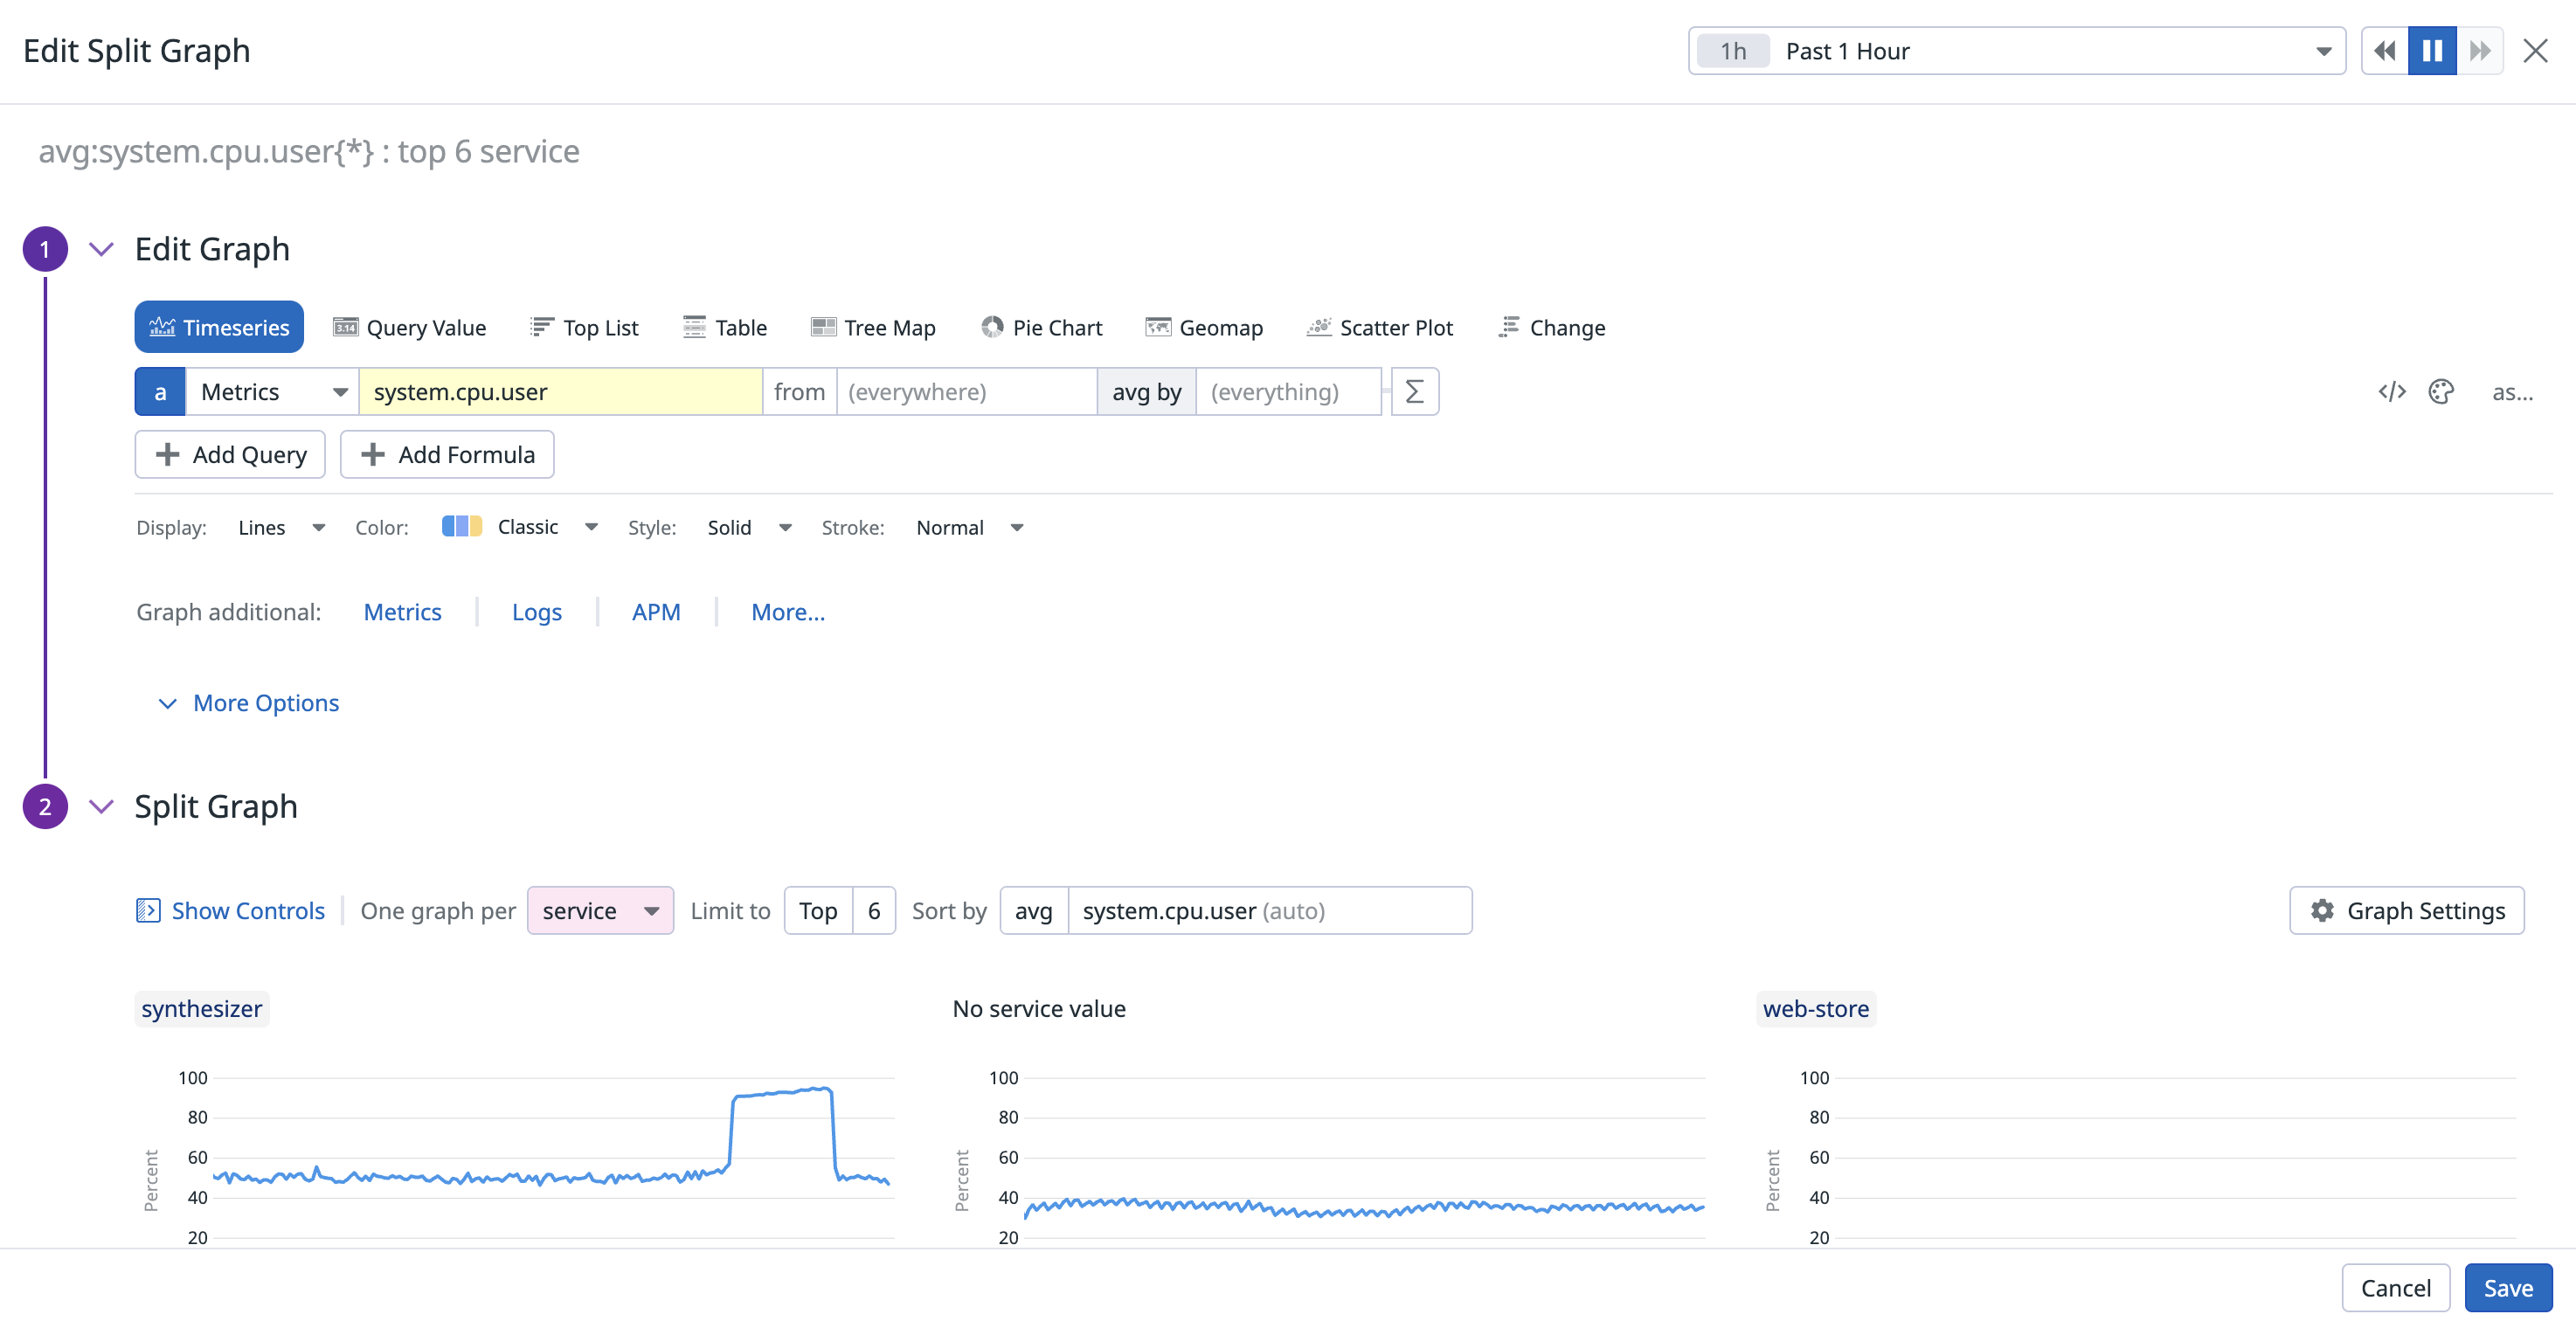 Edit Split Graph
1h Past 1 Hour
avg:system.cpu.user{*} : top 6 service
1 Edit Graph
Timeseries 3.14 Query Value Top List Table Tree Map Pie Chart Geomap Scatter Plot Change
a Metrics system.cpu.user from (everywhere) avg by (everything) Σ </> as...
Add Query Add Formula
Display: Lines Color: Classic Style: Solid Stroke: Normal
Graph additional: Metrics Logs APM More...
More Options
2 Split Graph
Show Controls One graph per service Limit to Top 6 Sort by avg system.cpu.user (auto) Graph Settings
synthesizer No service value web-store
Percent 100 80 60 40 20
Percent 100 80 60 40 20
Percent 100 80 60 40 20
Cancel Save